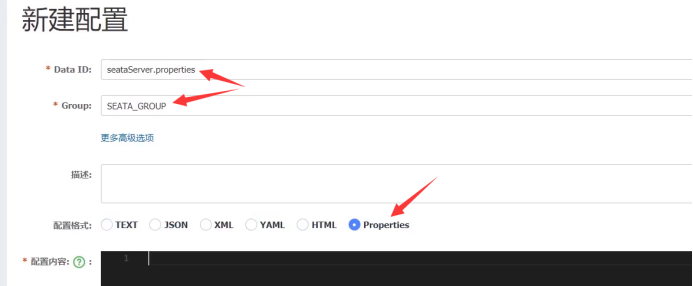 新建配置
* Data ID: seataServer.properties
* Group: SEATA_GROUP
更多高级选项
描述:
配置格式: TEXT JSON XML YAML HTML Properties
* 配置内容: ? :
1